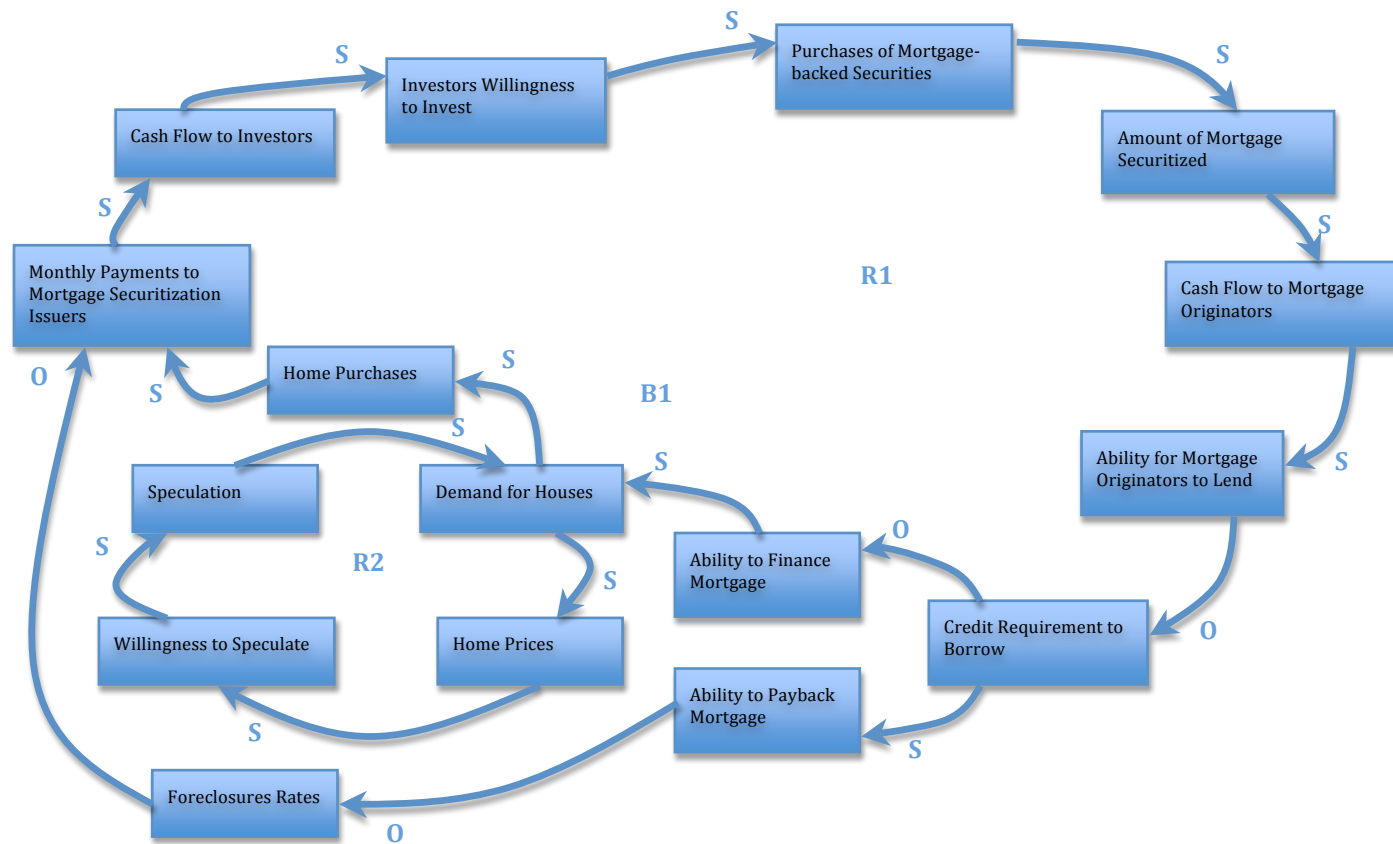 S
Purchases of Mortgage-
backed Securities
S
S
Investors Willingness
to Invest
Cash Flow to Investors
Amount of Mortgage
Securitized
S
S
Monthly Payments to
Mortgage Securitization
Issuers
R1
Cash Flow to Mortgage
Originators
O
S
Home Purchases
S
B1
S
S
S
Ability for Mortgage
Originators to Lend
Speculation
Demand for Houses
S
R2
S
O
Ability to Finance
Mortgage
Willingness to Speculate
Home Prices
Credit Requirement to
Borrow
O
Ability to Payback
Mortgage
S
S
Foreclosures Rates
O